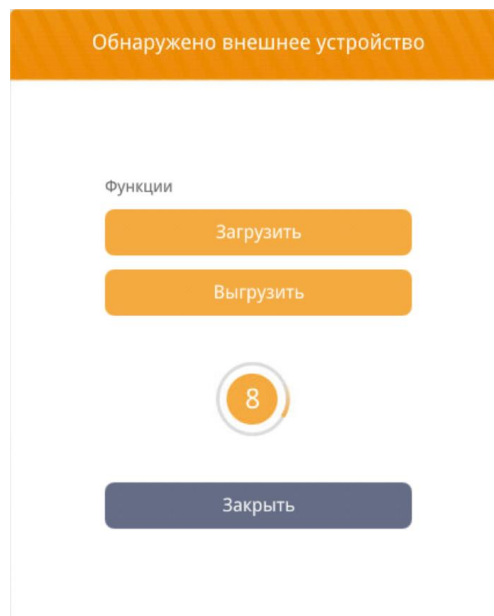 Обнаружено внешнее устройство
Функции
Загрузить
Выгрузить
8
Закрыть